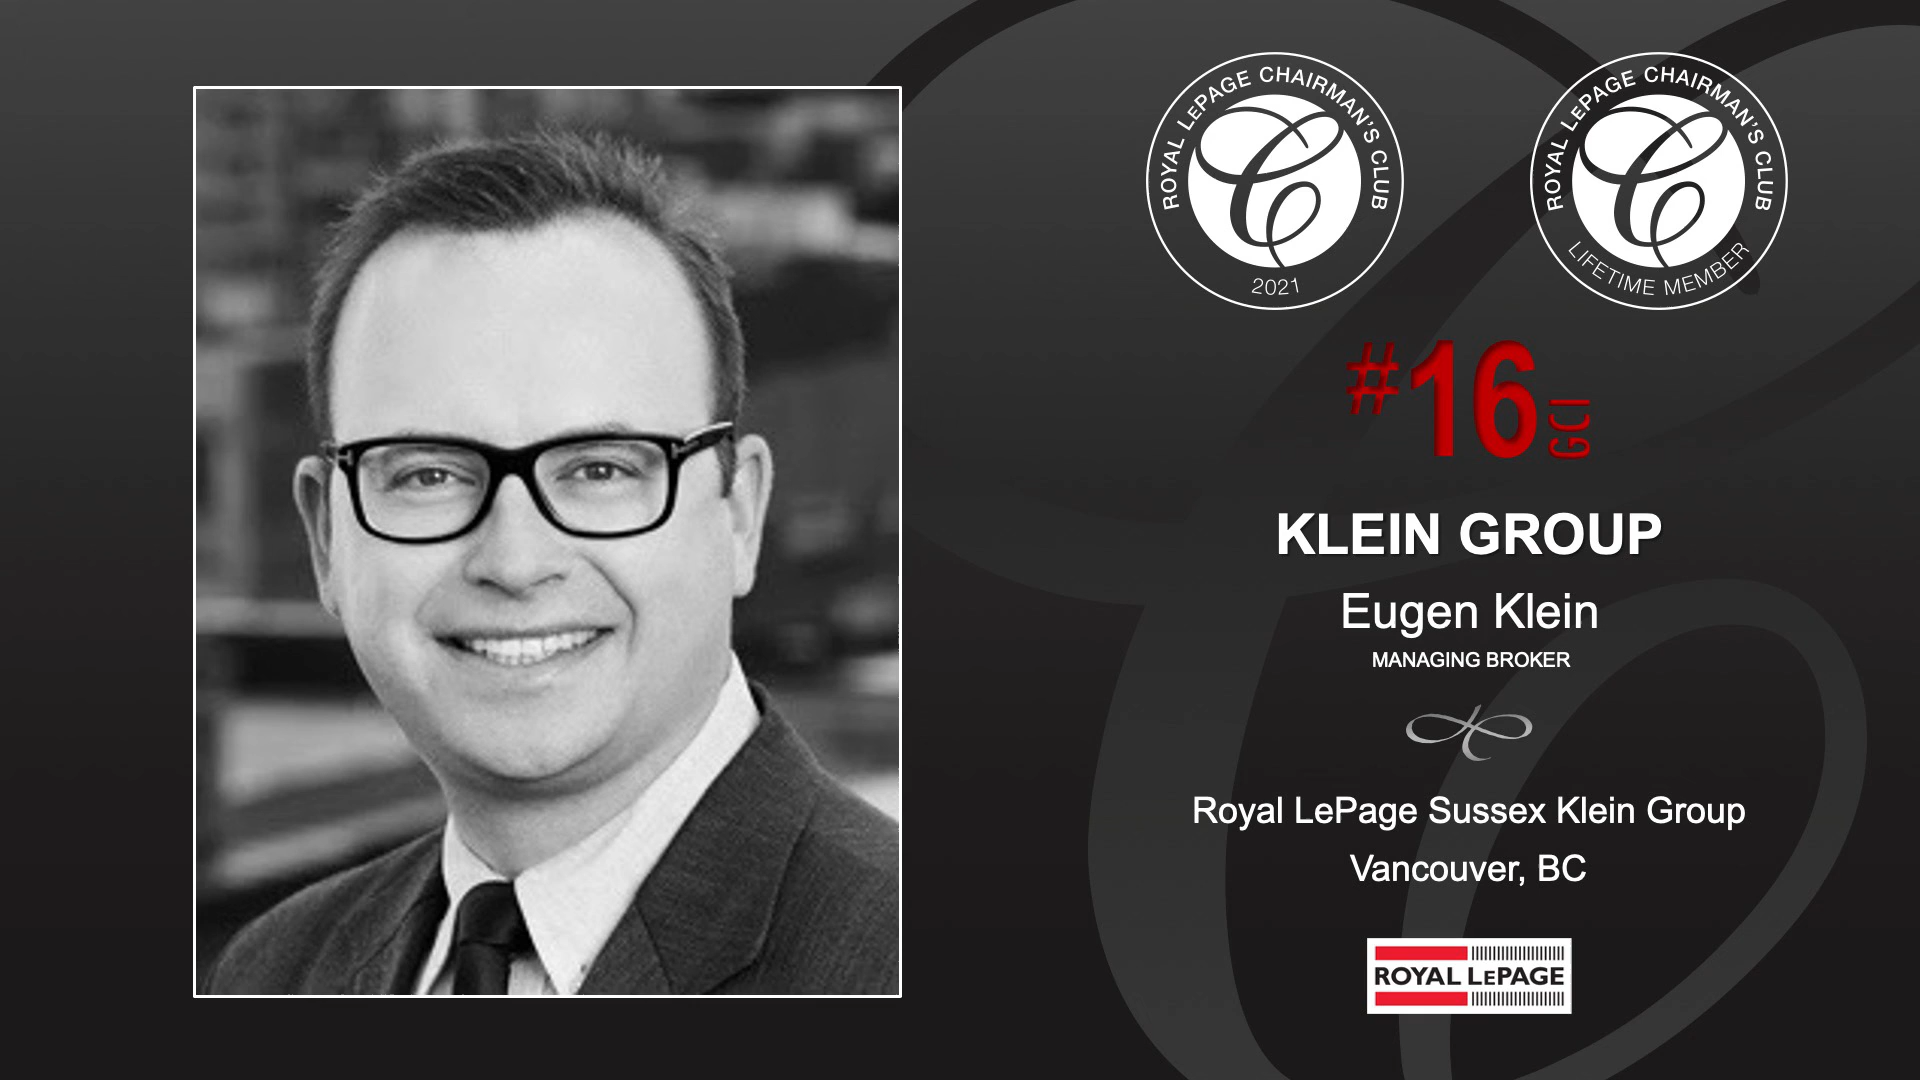 ROYAL LEPAGE CHAIRMAN'S CLUB
2021
ROYAL LEPAGE CHAIRMAN'S CLUB
LIFETIME MEMBER
#16 GCI
KLEIN GROUP
Eugen Klein
MANAGING BROKER
Royal LePage Sussex Klein Group
Vancouver, BC
ROYAL LEPAGE